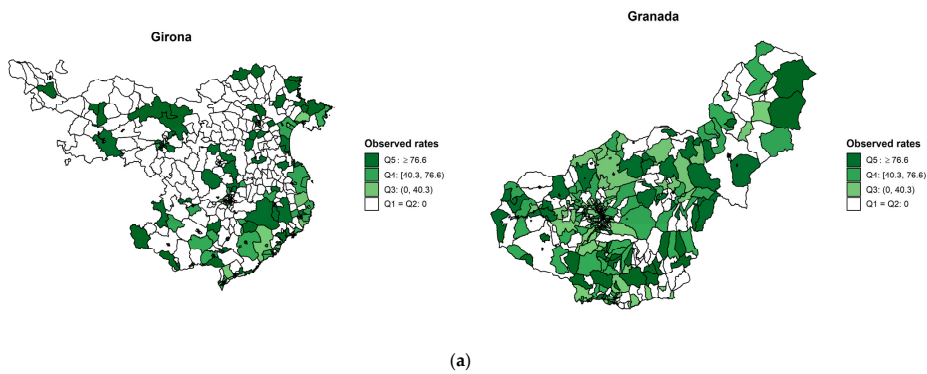 Girona
Observed rates
Q5 : ≥ 76.6
Q4: [40.3, 76.6)
Q3: (0, 40.3)
Q1 = Q2: 0
Granada
Observed rates
Q5 : ≥ 76.6
Q4: [40.3, 76.6)
Q3: (0, 40.3)
Q1 = Q2: 0
(a)